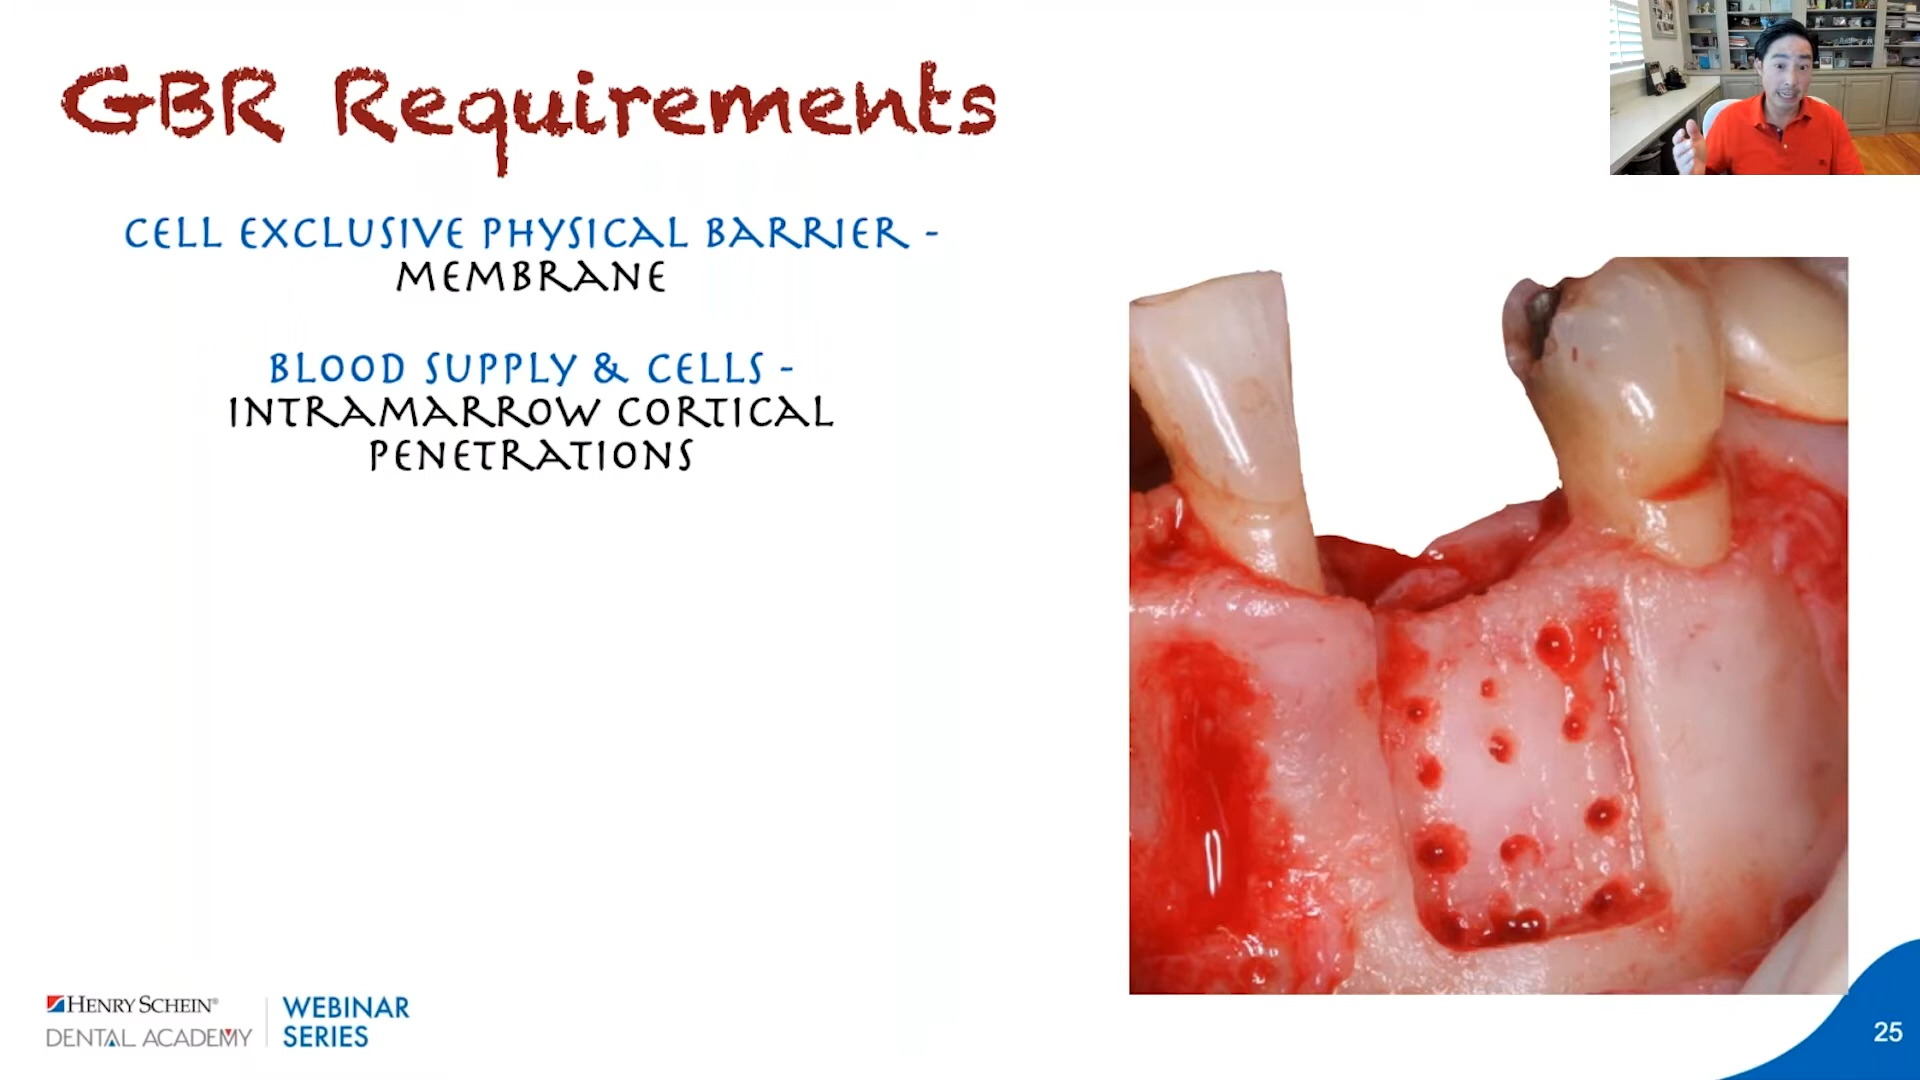 GBR Requirements
CELL EXCLUSIVE PHYSICAL BARRIER -
MEMBRANE
BLOOD SUPPLY & CELLS -
INTRAMARROW CORTICAL
PENETRATIONS
HENRY SCHEIN®
DENTAL ACADEMY
WEBINAR
SERIES
25